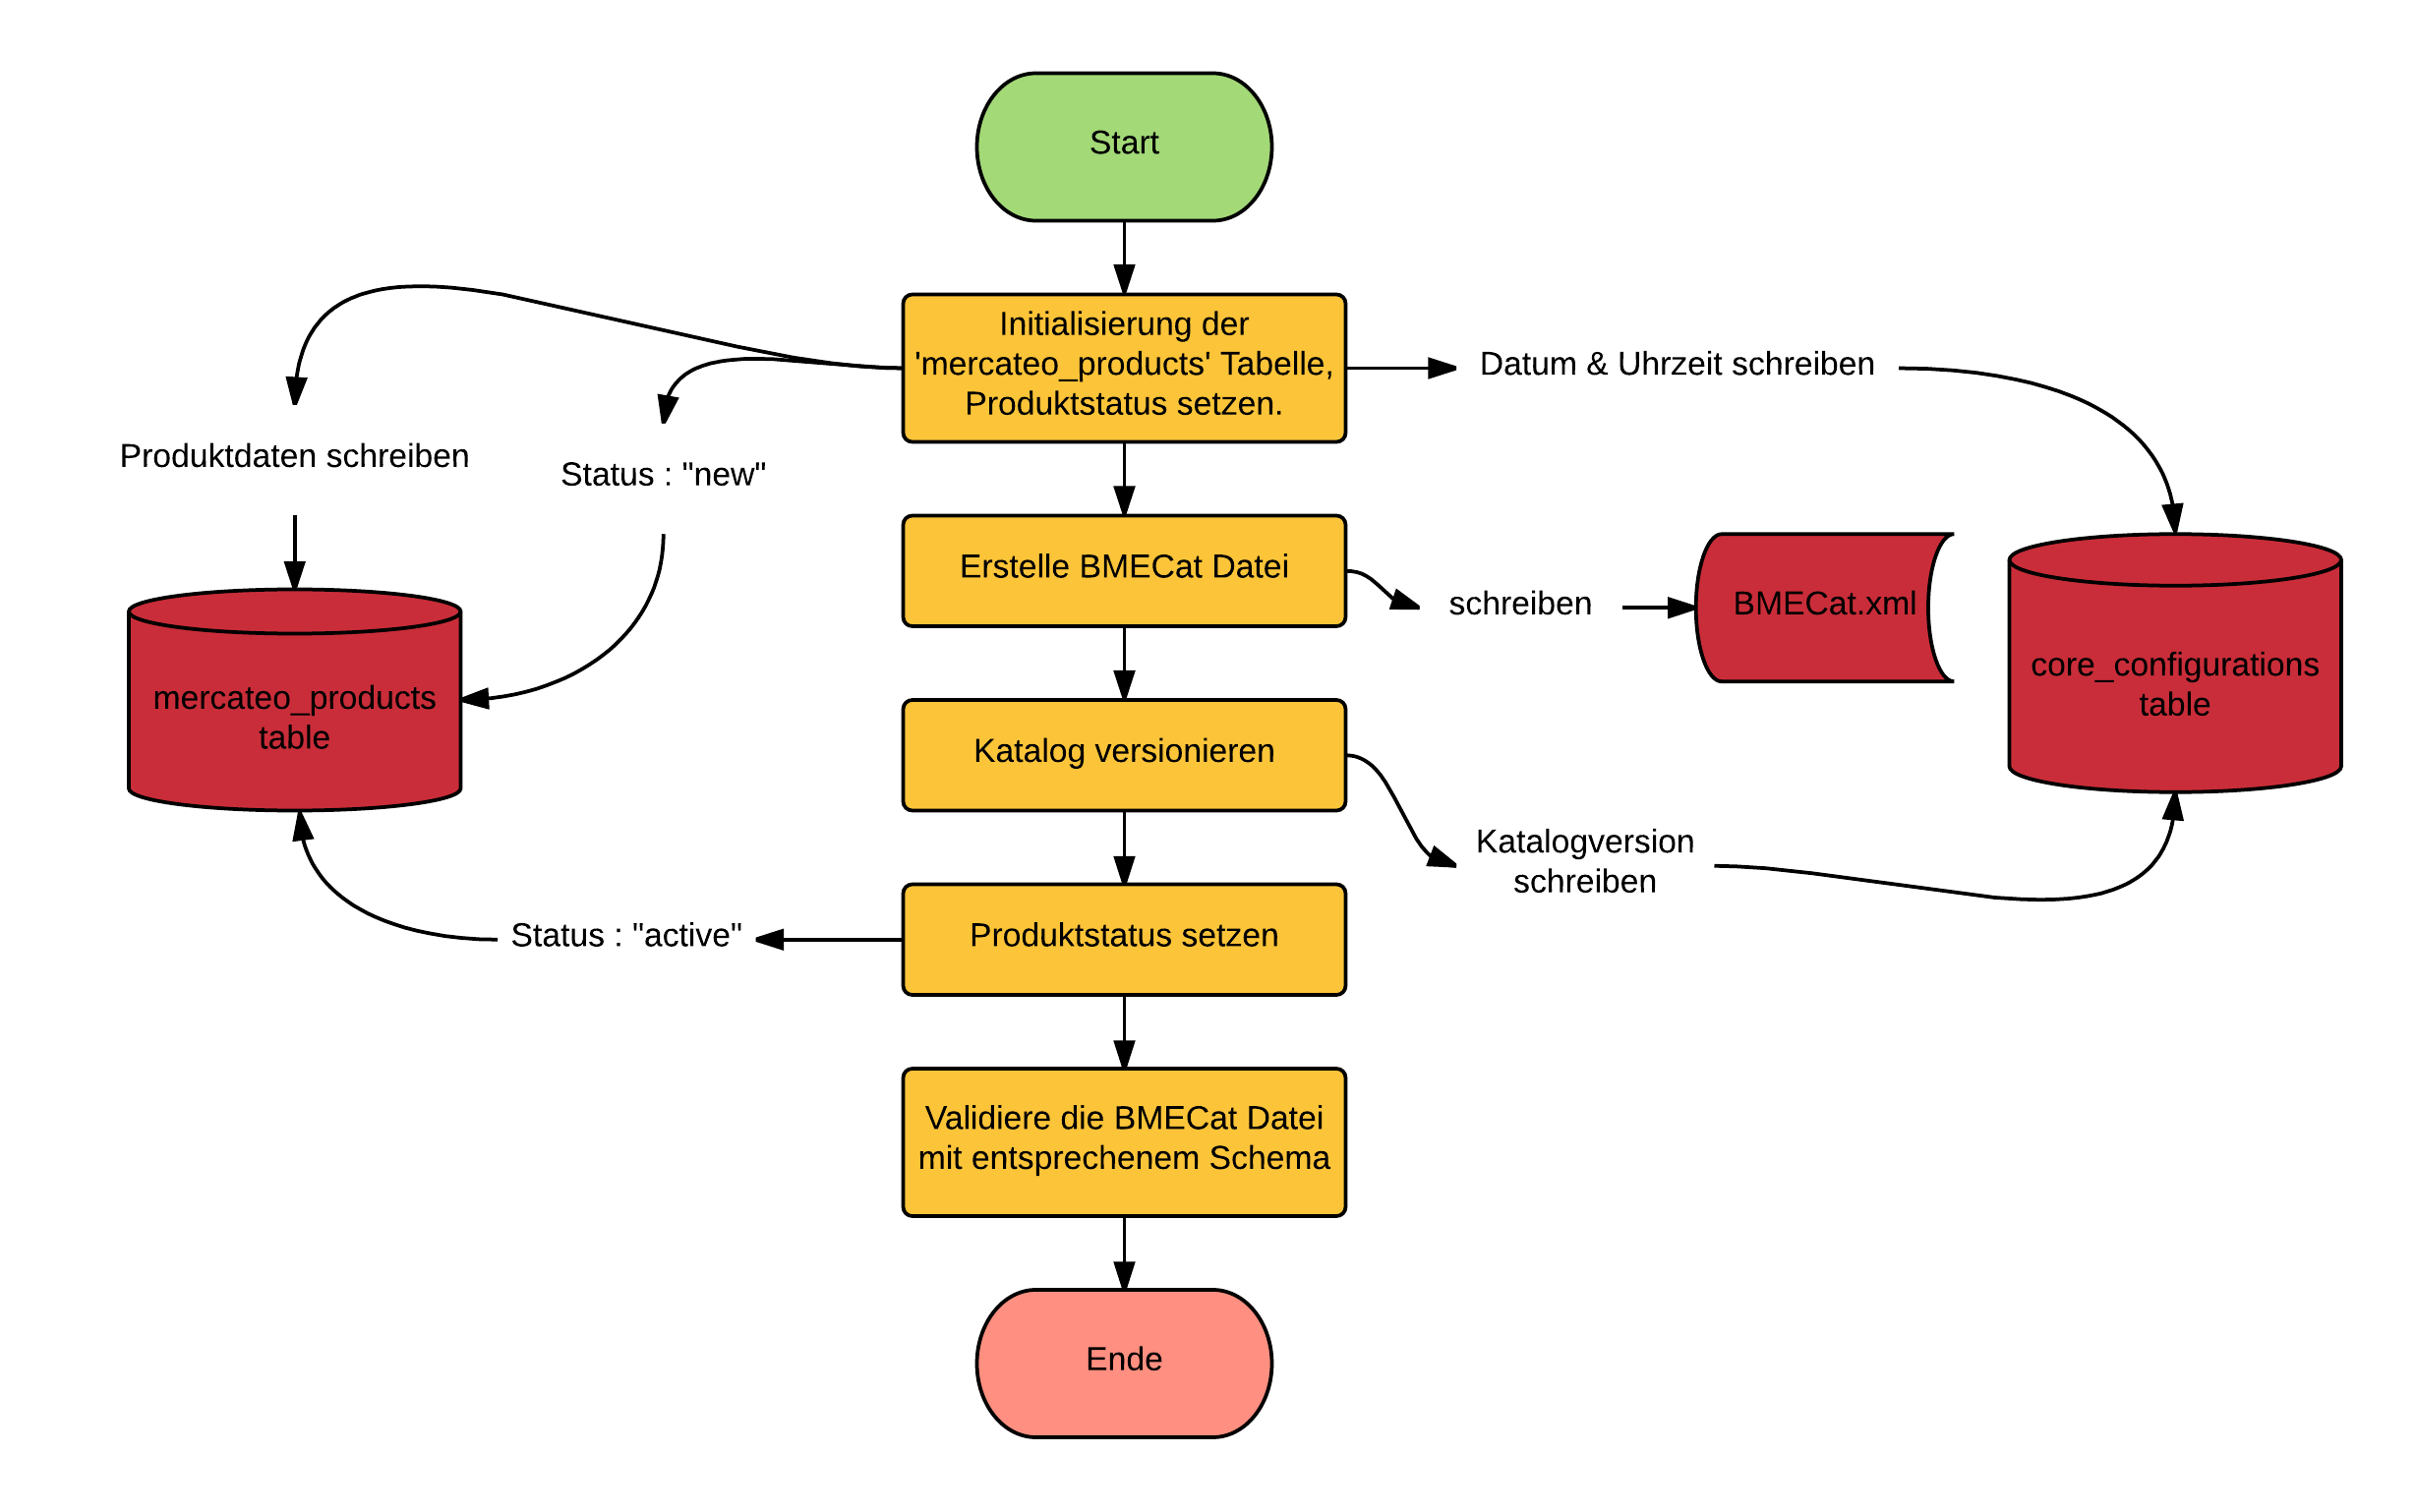 Start
Initialisierung der
'mercateo_products' Tabelle,
Produktstatus setzen.
Datum & Uhrzeit schreiben
Produktdaten schreiben
Status : "new"
Erstelle BMECat Datei
schreiben
BMECat.xml
core_configurations
table
mercateo_products
table
Katalog versionieren
Katalogversion
schreiben
Status : "active"
Produktstatus setzen
Validiere die BMECat Datei
mit entsprechenem Schema
Ende